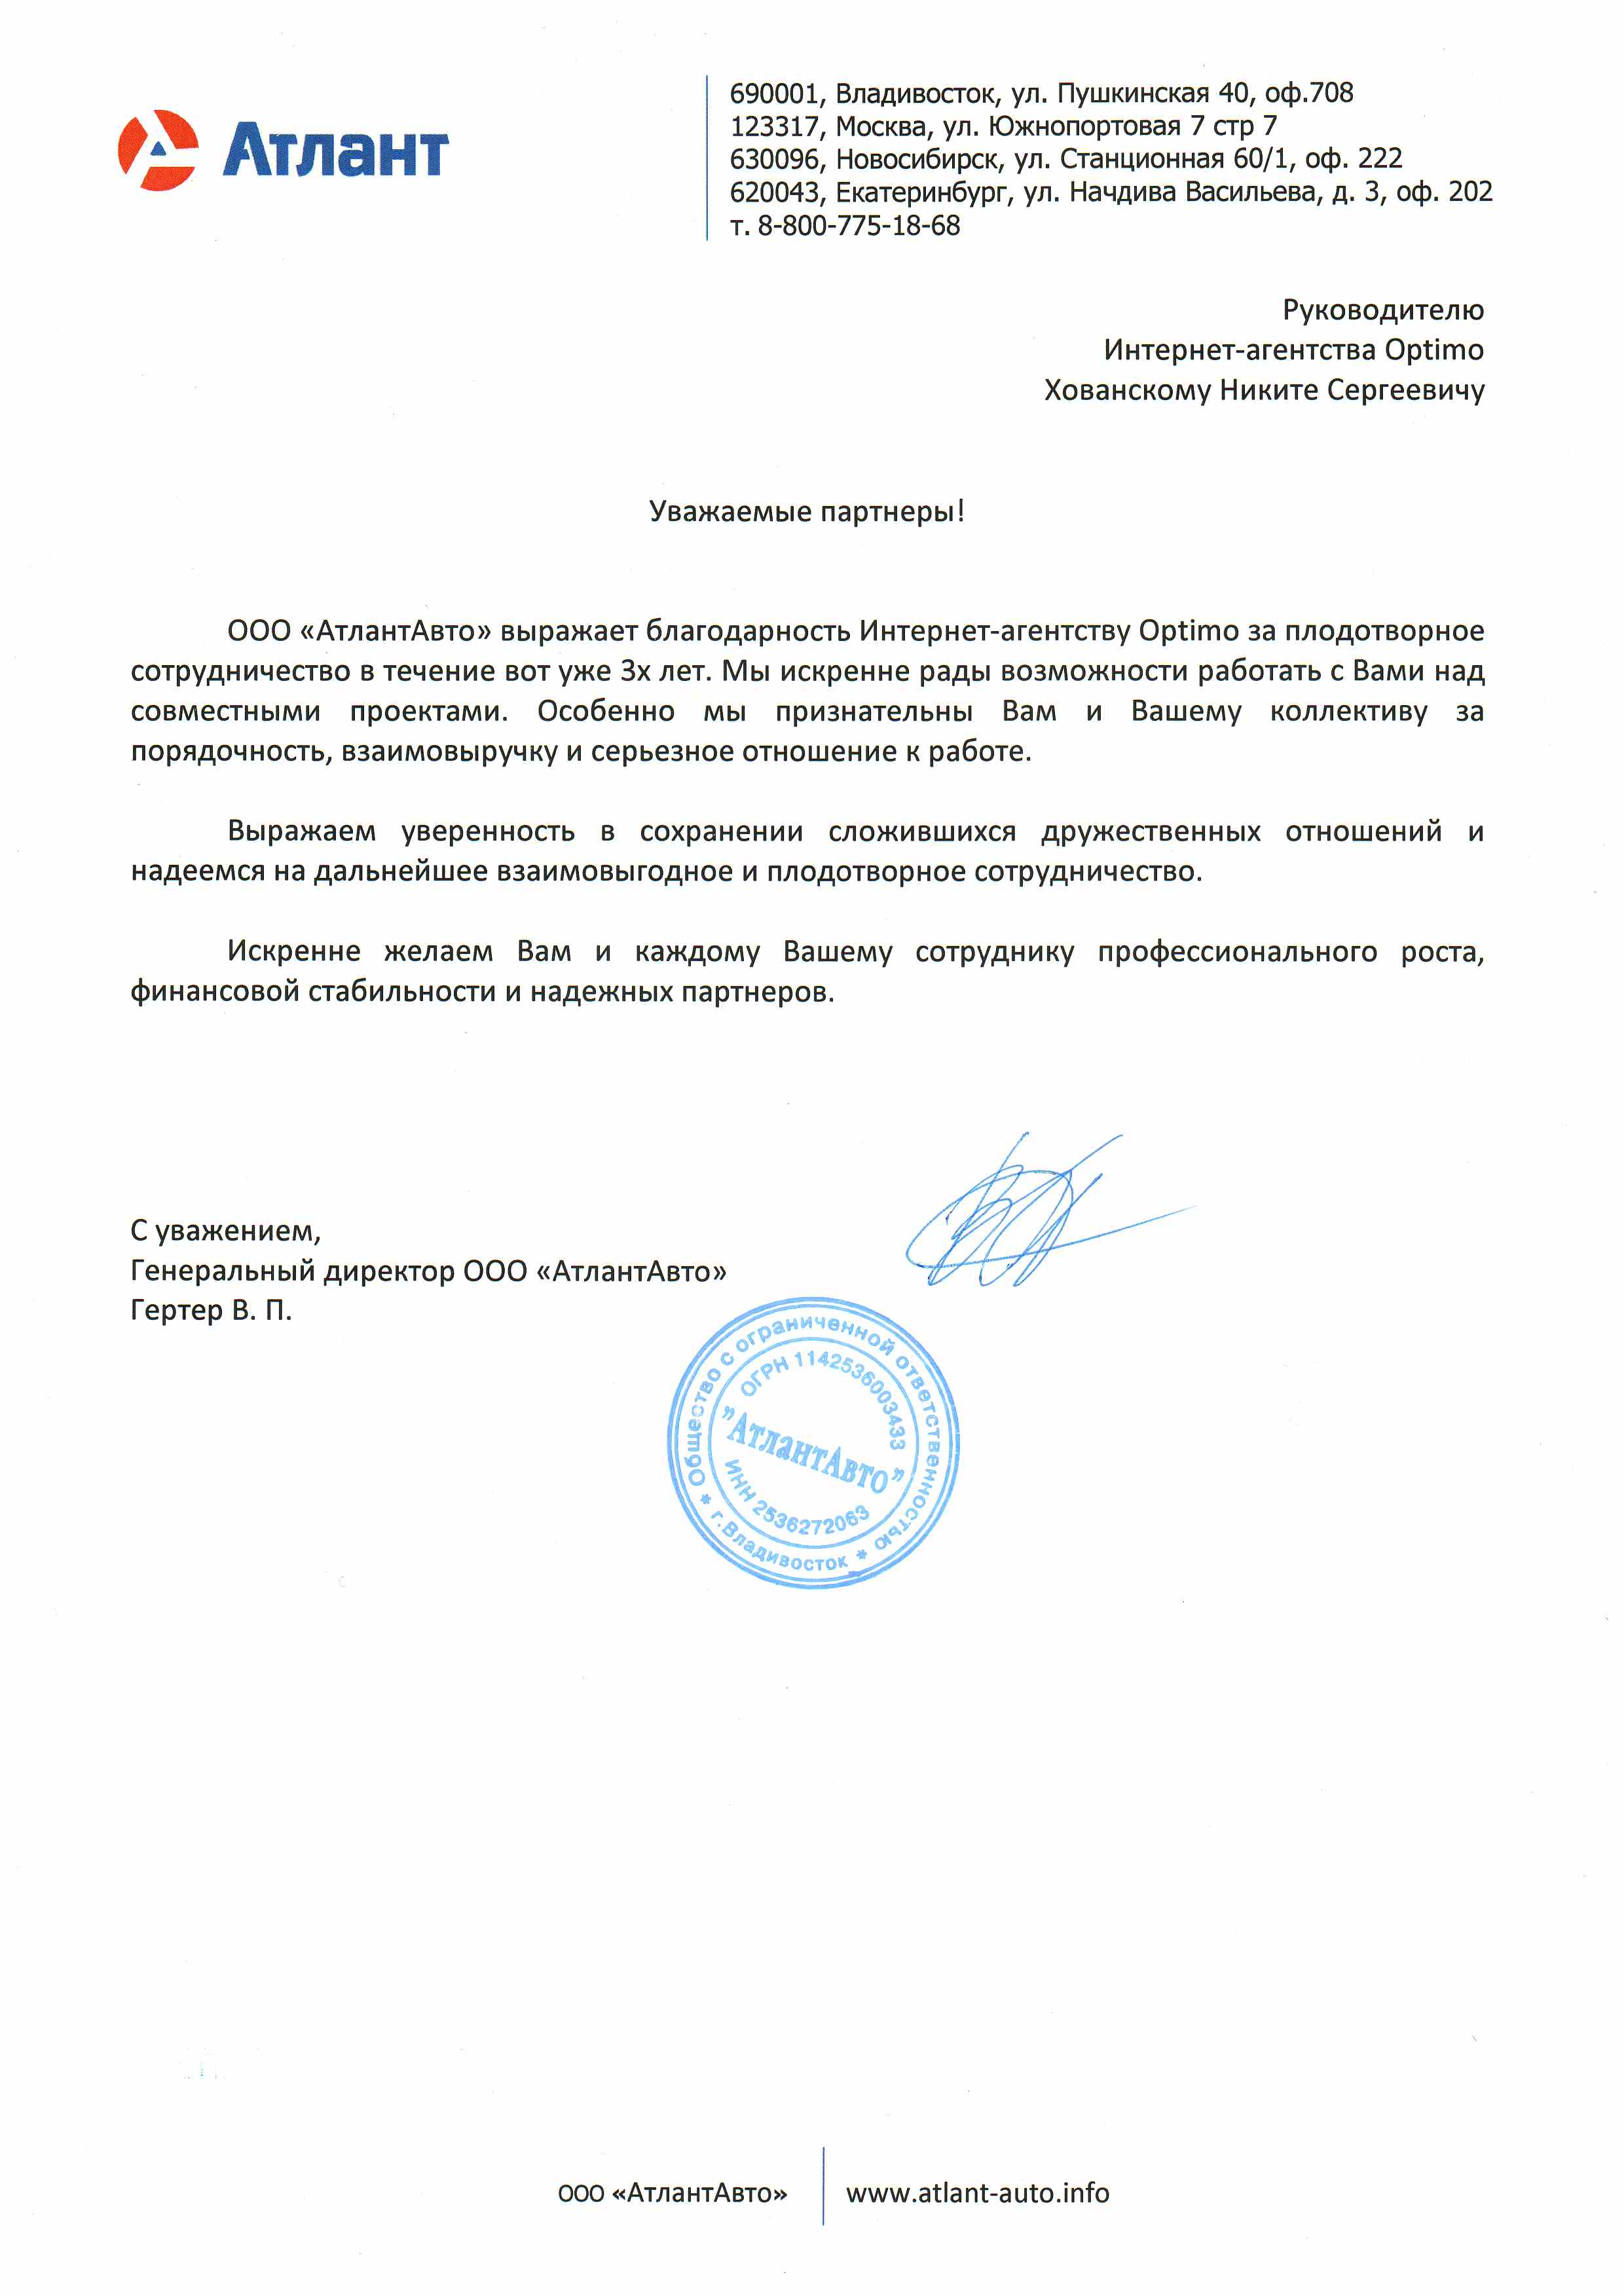 Атлант
690001, Владивосток, ул. Пушкинская 40, оф.708
123317, Москва, ул. Южнопортовая 7 стр 7
630096, Новосибирск, ул. Станционная 60/1, оф. 222
620043, Екатеринбург, ул. Начдива Васильева, д. 3, оф. 202
т. 8-800-775-18-68
Руководителю
Интернет-агентства Optimo
Хованскому Никите Сергеевичу
Уважаемые партнеры!
ООО «АтлантАвто» выражает благодарность Интернет-агентству Optimo за плодотворное
сотрудничество в течение вот уже 3х лет. Мы искренне рады возможности работать с Вами над
совместными проектами. Особенно мы признательны Вам и Вашему коллективу за
порядочность, взаимовыручку и серьезное отношение к работе.
Выражаем уверенность в сохранении сложившихся дружественных отношений и
надеемся на дальнейшее взаимовыгодное и плодотворное сотрудничество.
Искренне желаем Вам и каждому Вашему сотруднику профессионального роста,
финансовой стабильности и надежных партнеров.
С уважением,
Генеральный директор ООО «АтлантАвто»
Гертер В. П.
Общество с ограниченной ответственностью
ОГРН 1142536003433
"АтлантАвто"
ИНН 2536272063
* г.Владивосток *
ООО «АтлантАвто»
www.atlant-auto.info